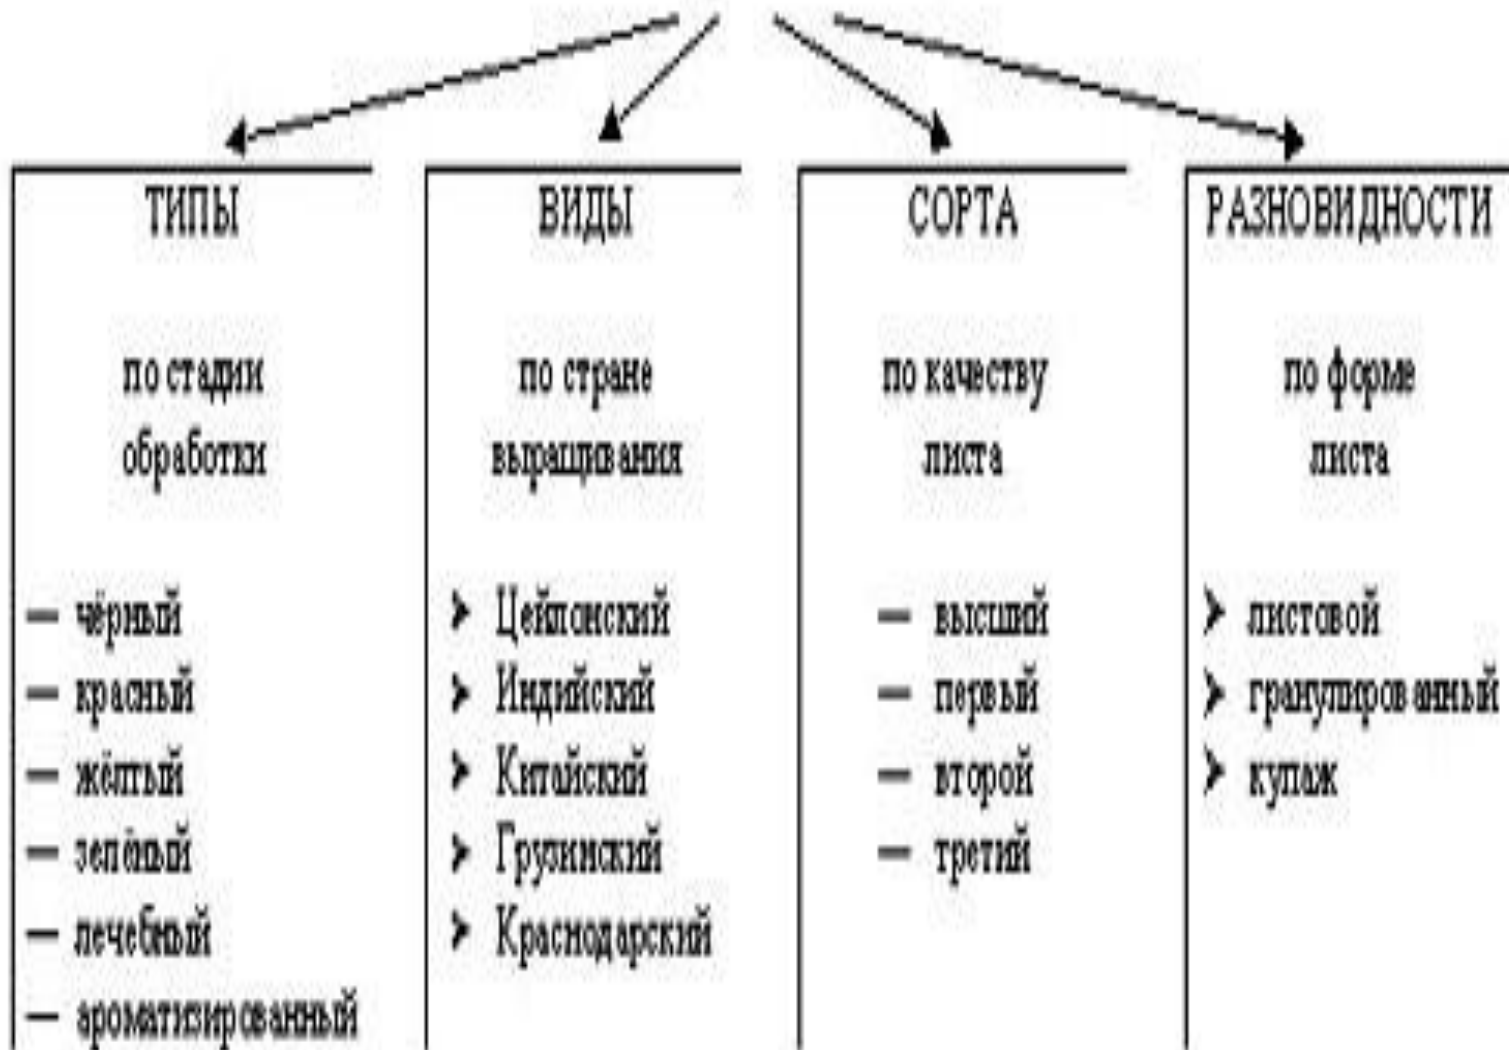 ТИПЫ
по стадии
обработки
— чёрный
— красный
— жёлтый
— зелёный
— лечебный
— ароматизированный
ВИДЫ
по стране
выращивания
➤ Цейлонский
➤ Индийский
➤ Китайский
➤ Грузинский
➤ Краснодарский
СОРТА
по качеству
листа
— высший
— первый
— второй
— третий
РАЗНОВИДНОСТИ
по форме
листа
➤ листовой
➤ гранулированный
➤ купаж